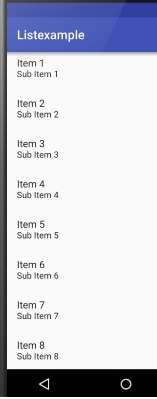 Listexample
Item 1
Sub Item 1
Item 2
Sub Item 2
Item 3
Sub Item 3
Item 4
Sub Item 4
Item 5
Sub Item 5
Item 6
Sub Item 6
Item 7
Sub Item 7
Item 8
Sub Item 8